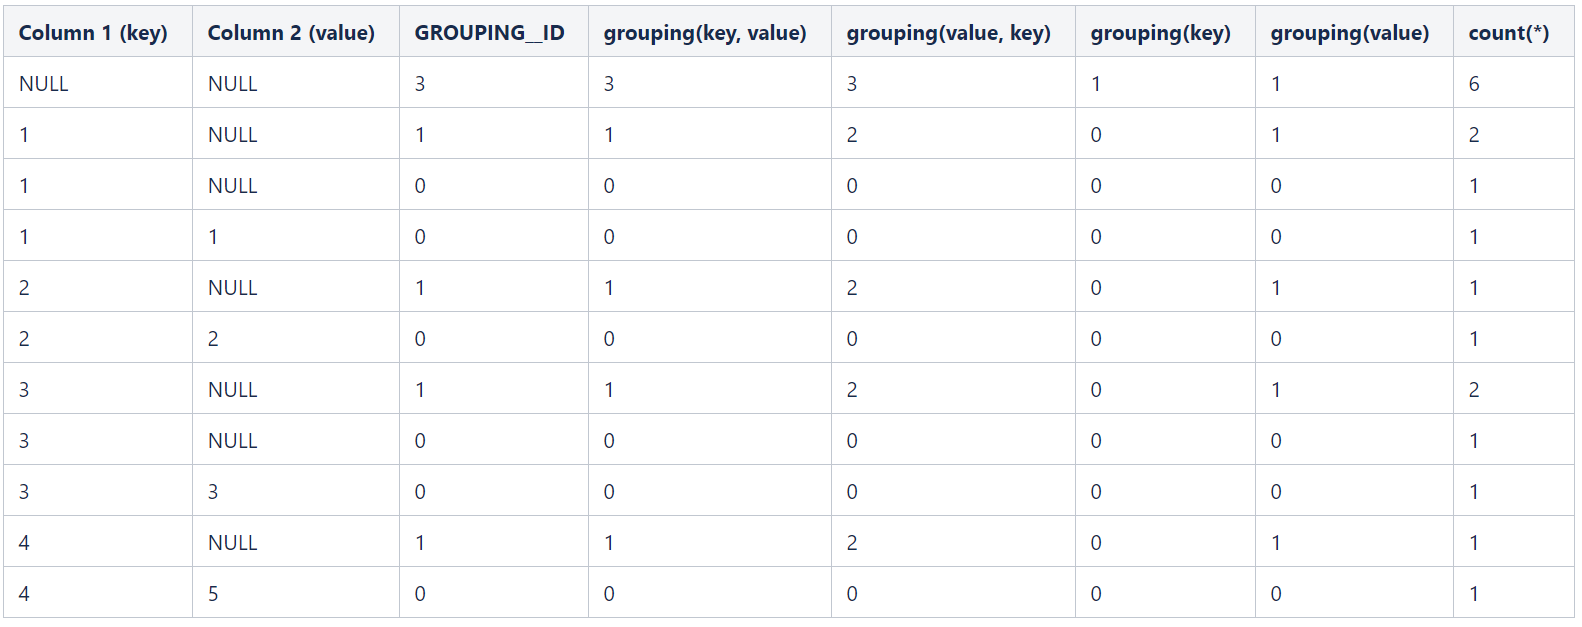 Column 1 (key) Column 2 (value) GROUPING__ID grouping(key, value) grouping(value, key) grouping(key) grouping(value) count(*)
NULL NULL 3 3 3 1 1 6
1 NULL 1 1 2 0 1 2
1 NULL 0 0 0 0 0 1
1 1 0 0 0 0 0 1
2 NULL 1 1 2 0 1 1
2 2 0 0 0 0 0 1
3 NULL 1 1 2 0 1 2
3 NULL 0 0 0 0 0 1
3 3 0 0 0 0 0 1
4 NULL 1 1 2 0 1 1
4 5 0 0 0 0 0 1